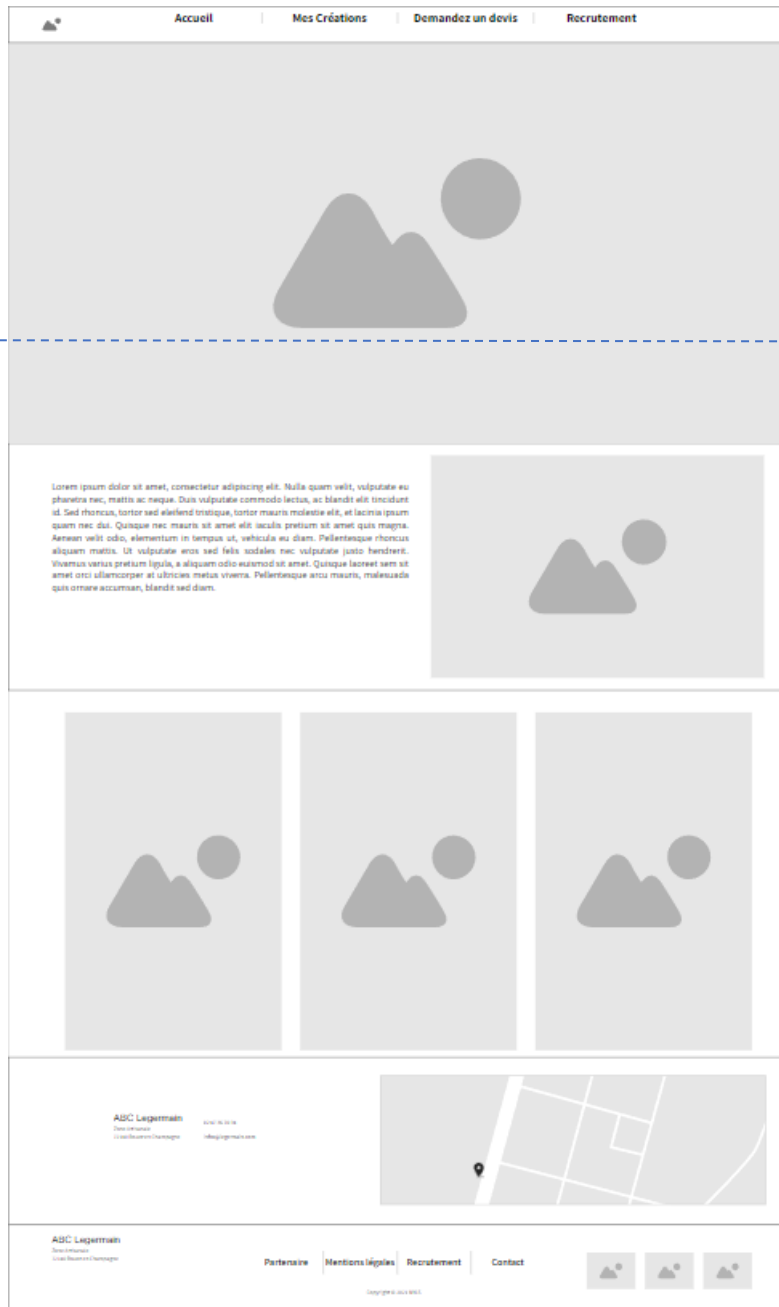 Accueil
Mes Créations
Demandez un devis
Recrutement
Lorem ipsum dolor sit amet, consectetur adipiscing elit. Nulla quam velit, vulputate eu
pharetra nec, mattis ac neque. Duis vulputate commodo lectus, ac blandit elit tincidunt
id. Sed rhoncus, tortor sed eleifend tristique, tortor mauris molestie elit, et lacinia ipsum
quam nec dui. Quisque nec mauris sit amet elit iaculis pretium sit amet quis magna.
Aenean velit odio, elementum in tempus ut, vehicula eu diam. Pellentesque rhoncus
aliquam mattis. Ut vulputate eros sed felis sodales nec vulputate justo hendrerit.
Vivamus varius pretium ligula, a aliquam odio euismod sit amet. Quisque laoreet sem sit
amet orci ullamcorper at ultricies metus viverra. Pellentesque arcu mauris, malesuada
quis ornare accumsan, blandit sed diam.
ABC Legermain
ABC Legermain
Partenaire
Mentions légales
Recrutement
Contact
Copyright ©